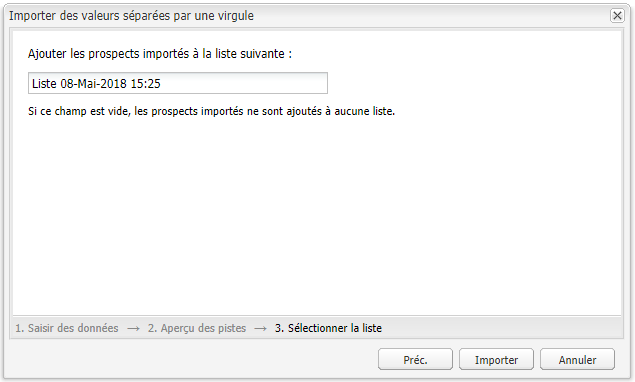 Importer des valeurs séparées par une virgule
Ajouter les prospects importés à la liste suivante :
Liste 08-Mai-2018 15:25
Si ce champ est vide, les prospects importés ne sont ajoutés à aucune liste.
1. Saisir des données → 2. Aperçu des pistes → 3. Sélectionner la liste
Préc. Importer Annuler